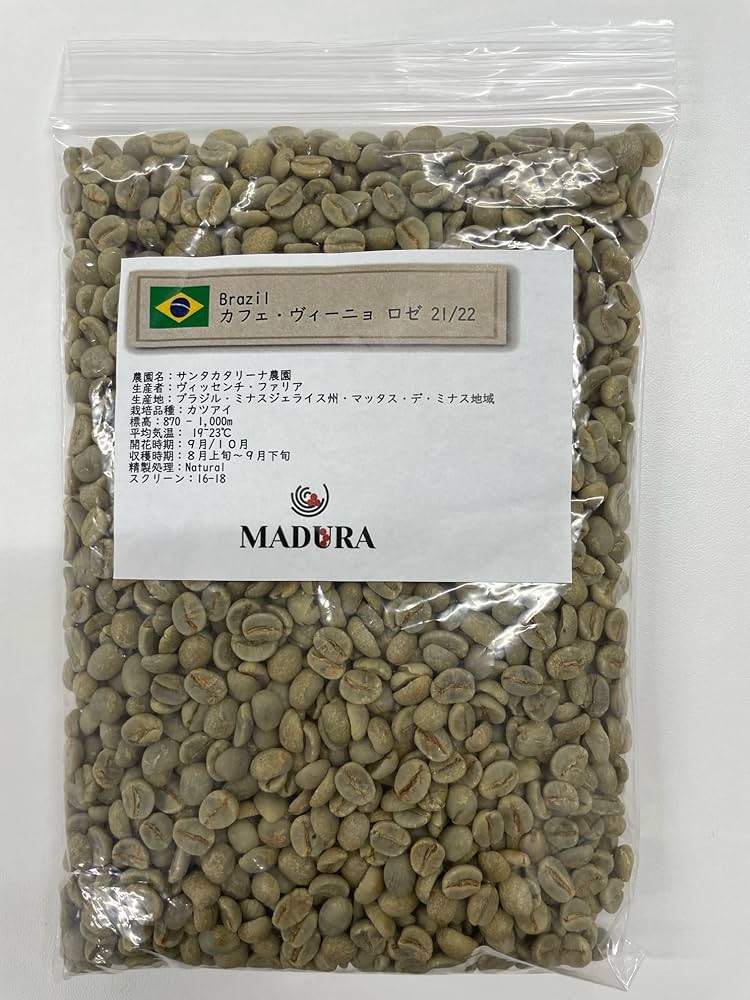 Brazil
カフェ・ヴィーニョ ロゼ 21/22
農園名:サンタカタリーナ農園
生産者:ヴィッセンチ・ファリア
生産地:ブラジル・ミナスジェライス州・マッタス・デ・ミナス地域
栽培品種:カツアイ
標高:870 - 1,000m
平均気温: 19~23℃
開花時期:9月/10月
収穫時期:8月上旬~9月下旬
精製処理:Natural
スクリーン:16-18
MADURA